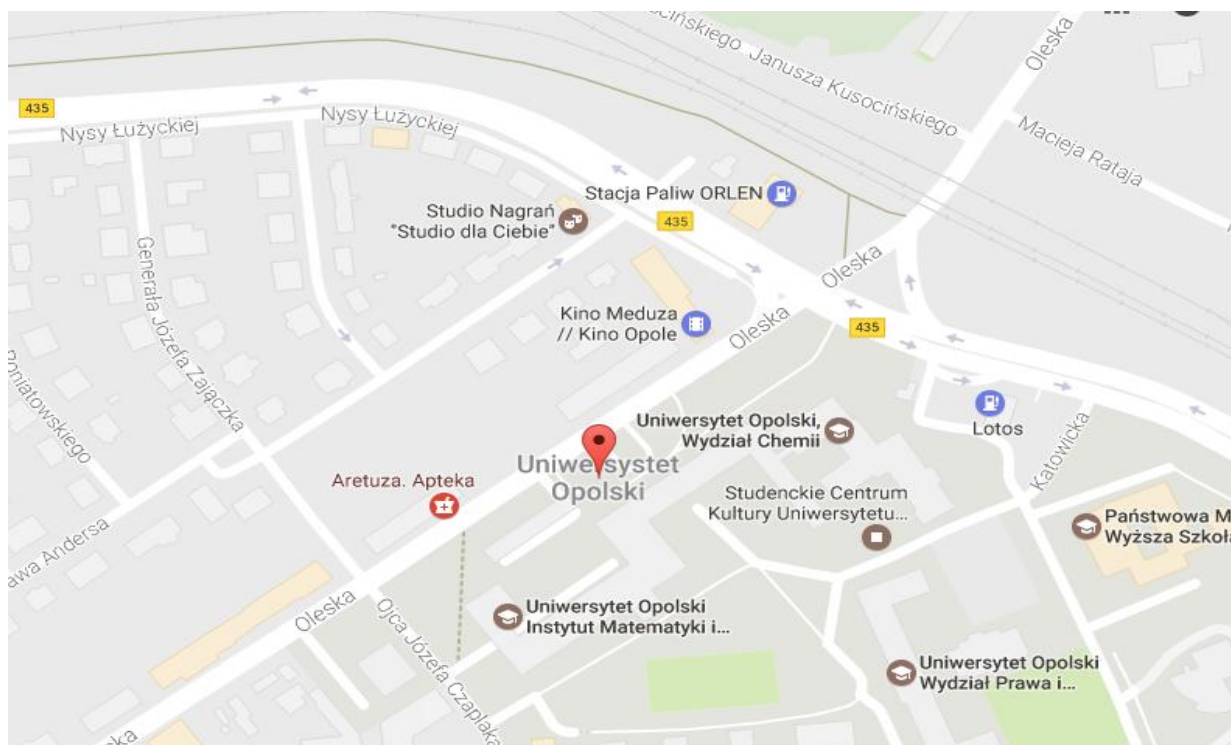 Kusocińskiego
Janusza Kusocińskiego
Oleska
Macieja Rataja
435
Nysy Łużyckiej
Nysy Łużyckiej
Stacja Paliw ORLEN
Studio Nagrań
"Studio dla Ciebie"
435
Generała Józefa Zajączka
Oleska
Kino Meduza
// Kino Opole
Oleska
435
Poniatowskiego
Uniwersytet Opolski,
Wydział Chemii
Lotos
Katowicka
Uniwersystet
Opolski
Aretuza. Apteka
Studenckie Centrum
Kultury Uniwersytetu...
Państwowa M
Wyższa Szkoła
Andersa
Oleska
Ojca Józefa Czaplaka
Uniwersytet Opolski
Instytut Matematyki i...
Uniwersytet Opolski
Wydział Prawa i...